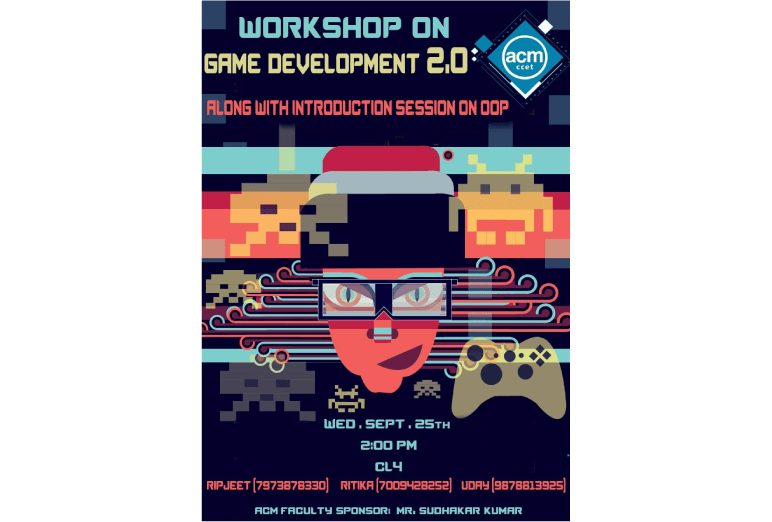 WORKSHOP ON
GAME DEVELOPMENT 2.0
acm
ccet
ALONG WITH INTRODUCTION SESSION ON OOP
WED . SEPT . 25TH
2:00 PM
CL4
RIPJEET (7973878330) RITIKA (7009428252) UDAY (9878813925)
ACM FACULTY SPONSOR: MR. SUDHAKAR KUMAR